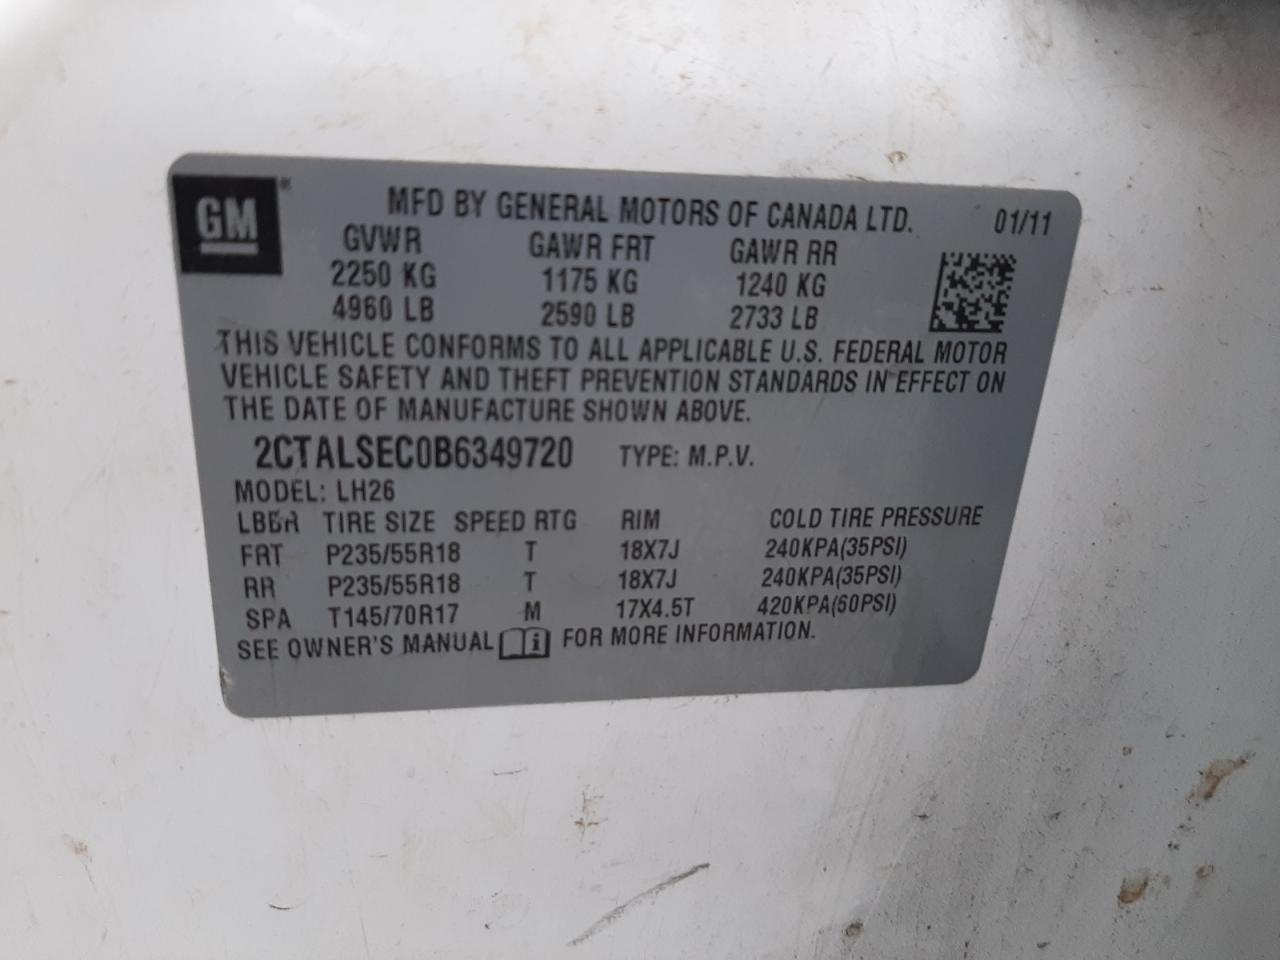 GM ®
MFD BY GENERAL MOTORS OF CANADA LTD. 01/11
GVWR GAWR FRT GAWR RR
2250 KG 1175 KG 1240 KG
4960 LB 2590 LB 2733 LB
THIS VEHICLE CONFORMS TO ALL APPLICABLE U.S. FEDERAL MOTOR
VEHICLE SAFETY AND THEFT PREVENTION STANDARDS IN EFFECT ON
THE DATE OF MANUFACTURE SHOWN ABOVE.
2CTALSEC0B6349720 TYPE: M.P.V.
MODEL: LH26
TIRE SIZE SPEED RTG RIM COLD TIRE PRESSURE
FRT P235/55R18 T 18X7J 240KPA(35PSI)
RR P235/55R18 T 18X7J 240KPA(35PSI)
SPA T145/70R17 M 17X4.5T 420KPA(60PSI)
SEE OWNER'S MANUAL i FOR MORE INFORMATION.